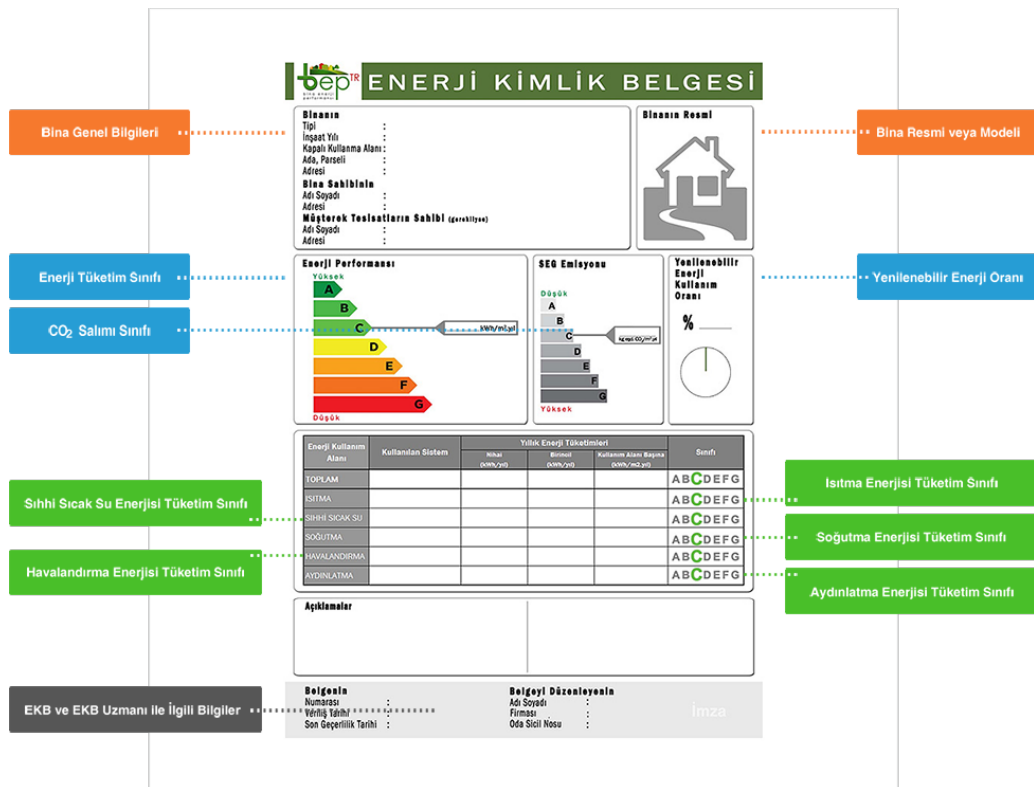 bep TR
bina enerji
performansı
ENERJİ KİMLİK BELGESİ
Bina Genel Bilgileri
Binanın
Tipi :
İnşaat Yılı :
Kapalı Kullanma Alanı :
Ada, Parseli :
Adresi :
Bina Sahibinin
Adı Soyadı :
Adresi :
Müşterek Tesisatların Sahibi (gerekliyse)
Adı Soyadı :
Adresi :
Binanın Resmi
Bina Resmi veya Modeli
Enerji Tüketim Sınıfı
CO2 Salımı Sınıfı
Enerji Performansı
Yüksek
A
B
C
kWh/m2.yıl
D
E
F
G
Düşük
SEG Emisyonu
Düşük
A
B
C
kg eşd CO2/m2.yıl
D
E
F
G
Yüksek
Yenilenebilir
Enerji
Kullanım
Oranı
%
Yenilenebilir Enerji Oranı
Enerji Kullanım Alanı
Kullanılan Sistem
Yıllık Enerji Tüketimleri
Nihai (kWh/yıl)
Birincil (kWh/yıl)
Kullanım Alanı Başına (kWh/m2.yıl)
Sınıfı
TOPLAM ABCDEFG
ISITMA ABCDEFG
SIHHİ SICAK SU ABCDEFG
SOĞUTMA ABCDEFG
HAVALANDIRMA ABCDEFG
AYDINLATMA ABCDEFG
Sıhhi Sıcak Su Enerjisi Tüketim Sınıfı
Havalandırma Enerjisi Tüketim Sınıfı
Isıtma Enerjisi Tüketim Sınıfı
Soğutma Enerjisi Tüketim Sınıfı
Aydınlatma Enerjisi Tüketim Sınıfı
Açıklamalar
EKB ve EKB Uzmanı ile İlgili Bilgiler
Belgenin
Numarası :
Veriliş Tarihi :
Son Geçerlilik Tarihi :
Belgeyi Düzenleyenin
Adı Soyadı :
Firması :
Oda Sicil Nosu :
İmza